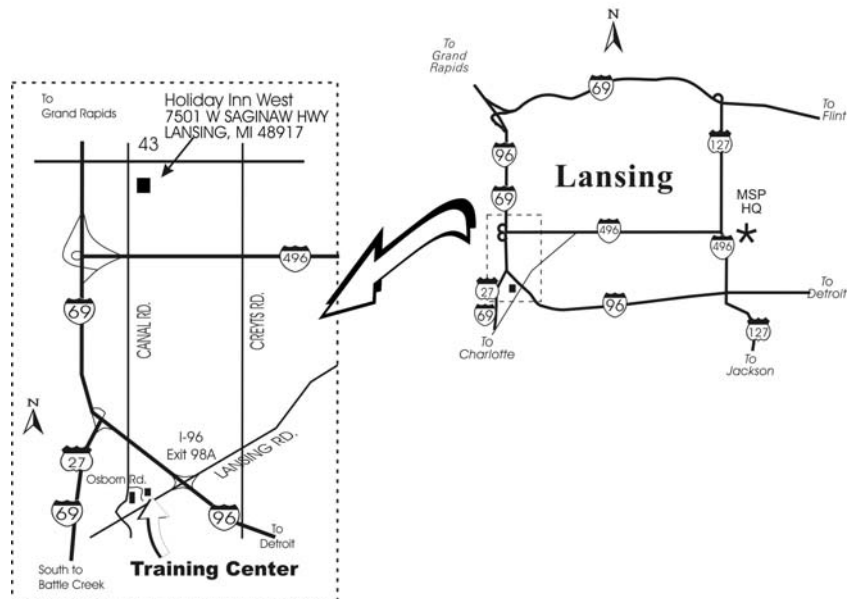 To
Grand Rapids
Holiday Inn West
7501 W SAGINAW HWY
LANSING, MI 48917
43
496
69
CANAL RD.
CREYTS RD.
N
I-96
Exit 98A
LANSING RD.
27
Osborn Rd.
69
96
To
Detroit
South to
Battle Creek
Training Center
N
To
Grand
Rapids
69
To
Flint
96
127
Lansing
69
MSP
HQ
496
496
27
69
96
To
Detroit
To
Charlotte
127
To
Jackson